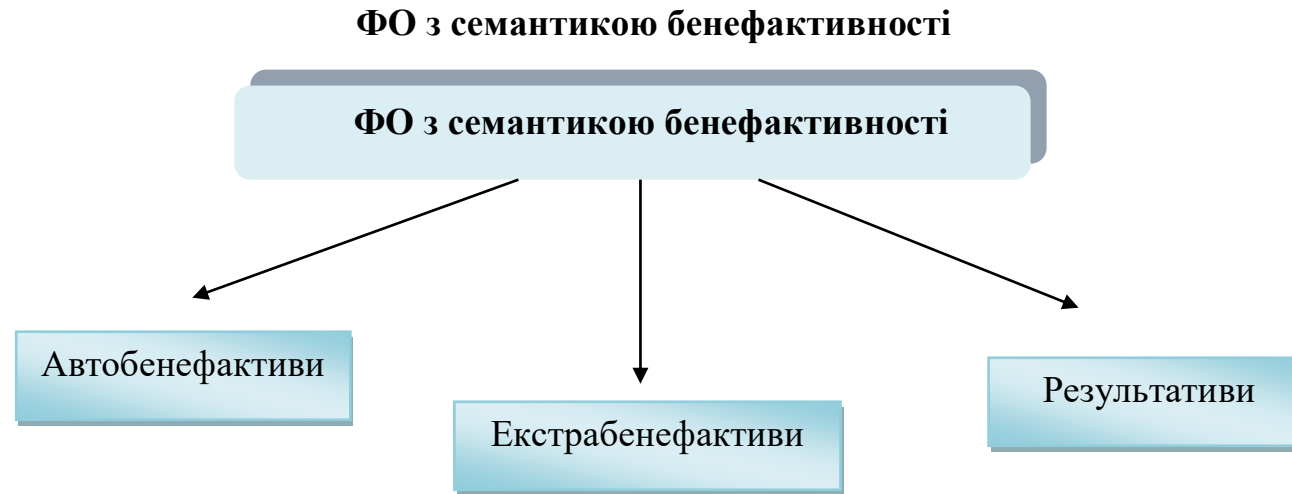 ФО з семантикою бенефактивності
ФО з семантикою бенефактивності
Автобенефактиви
Екстрабенефактиви
Результативи